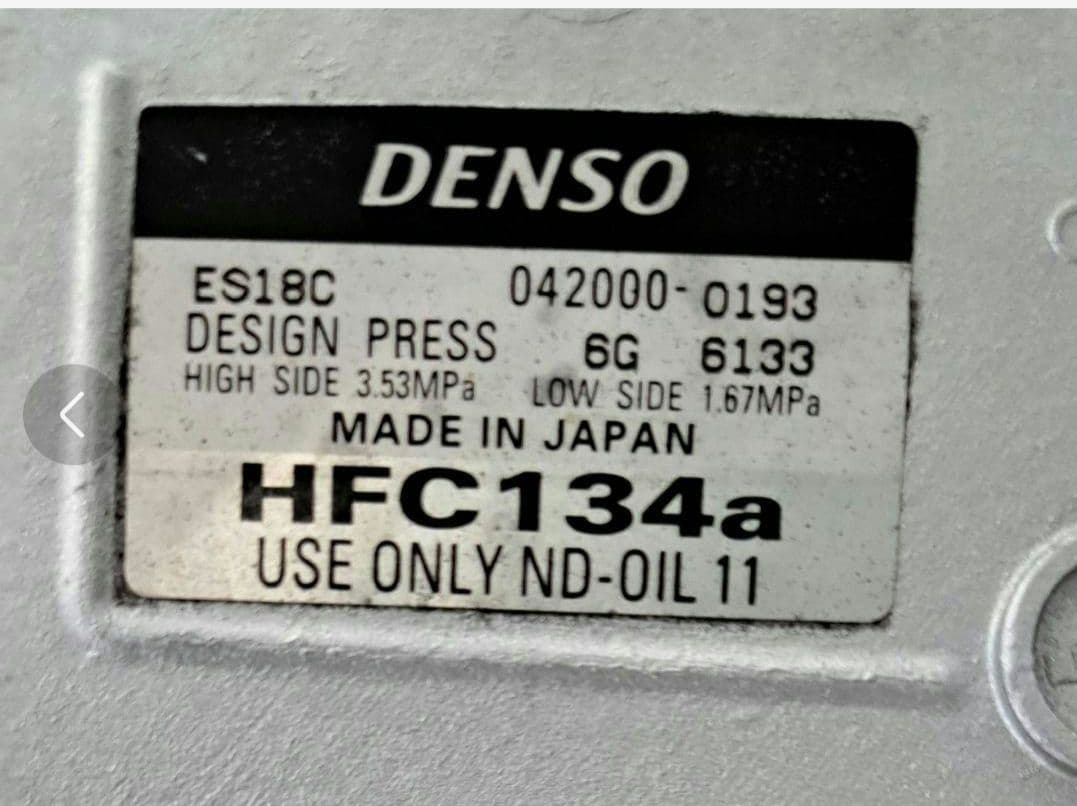 DENSO
ES18C 042000-0193
DESIGN PRESS 6G 6133
HIGH SIDE 3.53MPa LOW SIDE 1.67MPa
MADE IN JAPAN
HFC134a
USE ONLY ND-OIL 11